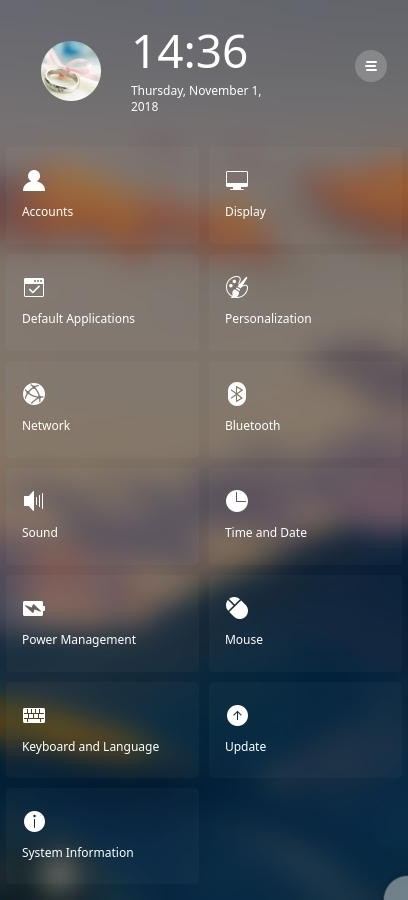 14:36
Thursday, November 1,
2018
Accounts
Display
Default Applications
Personalization
Network
Bluetooth
Sound
Time and Date
Power Management
Mouse
Keyboard and Language
Update
System Information